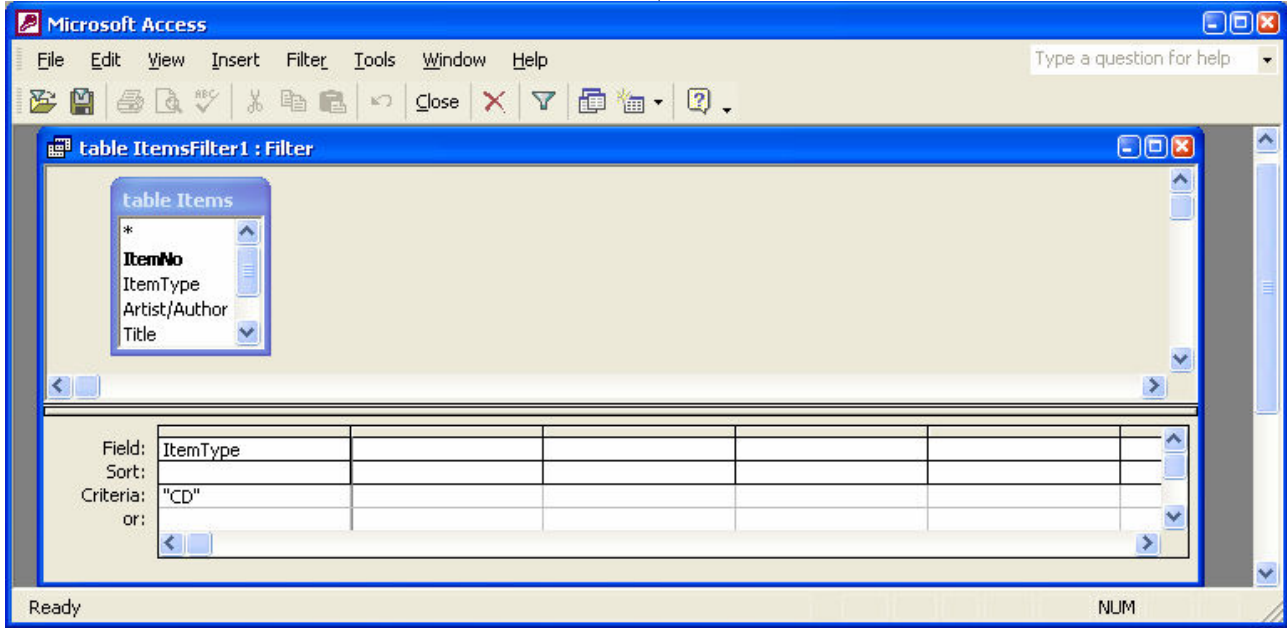 Microsoft Access
File Edit View Insert Filter Tools Window Help Type a question for help
ABC Close
table ItemsFilter1 : Filter
table Items
*
ItemNo
ItemType
Artist/Author
Title
Field: ItemType
Sort:
Criteria: "CD"
or:
Ready NUM